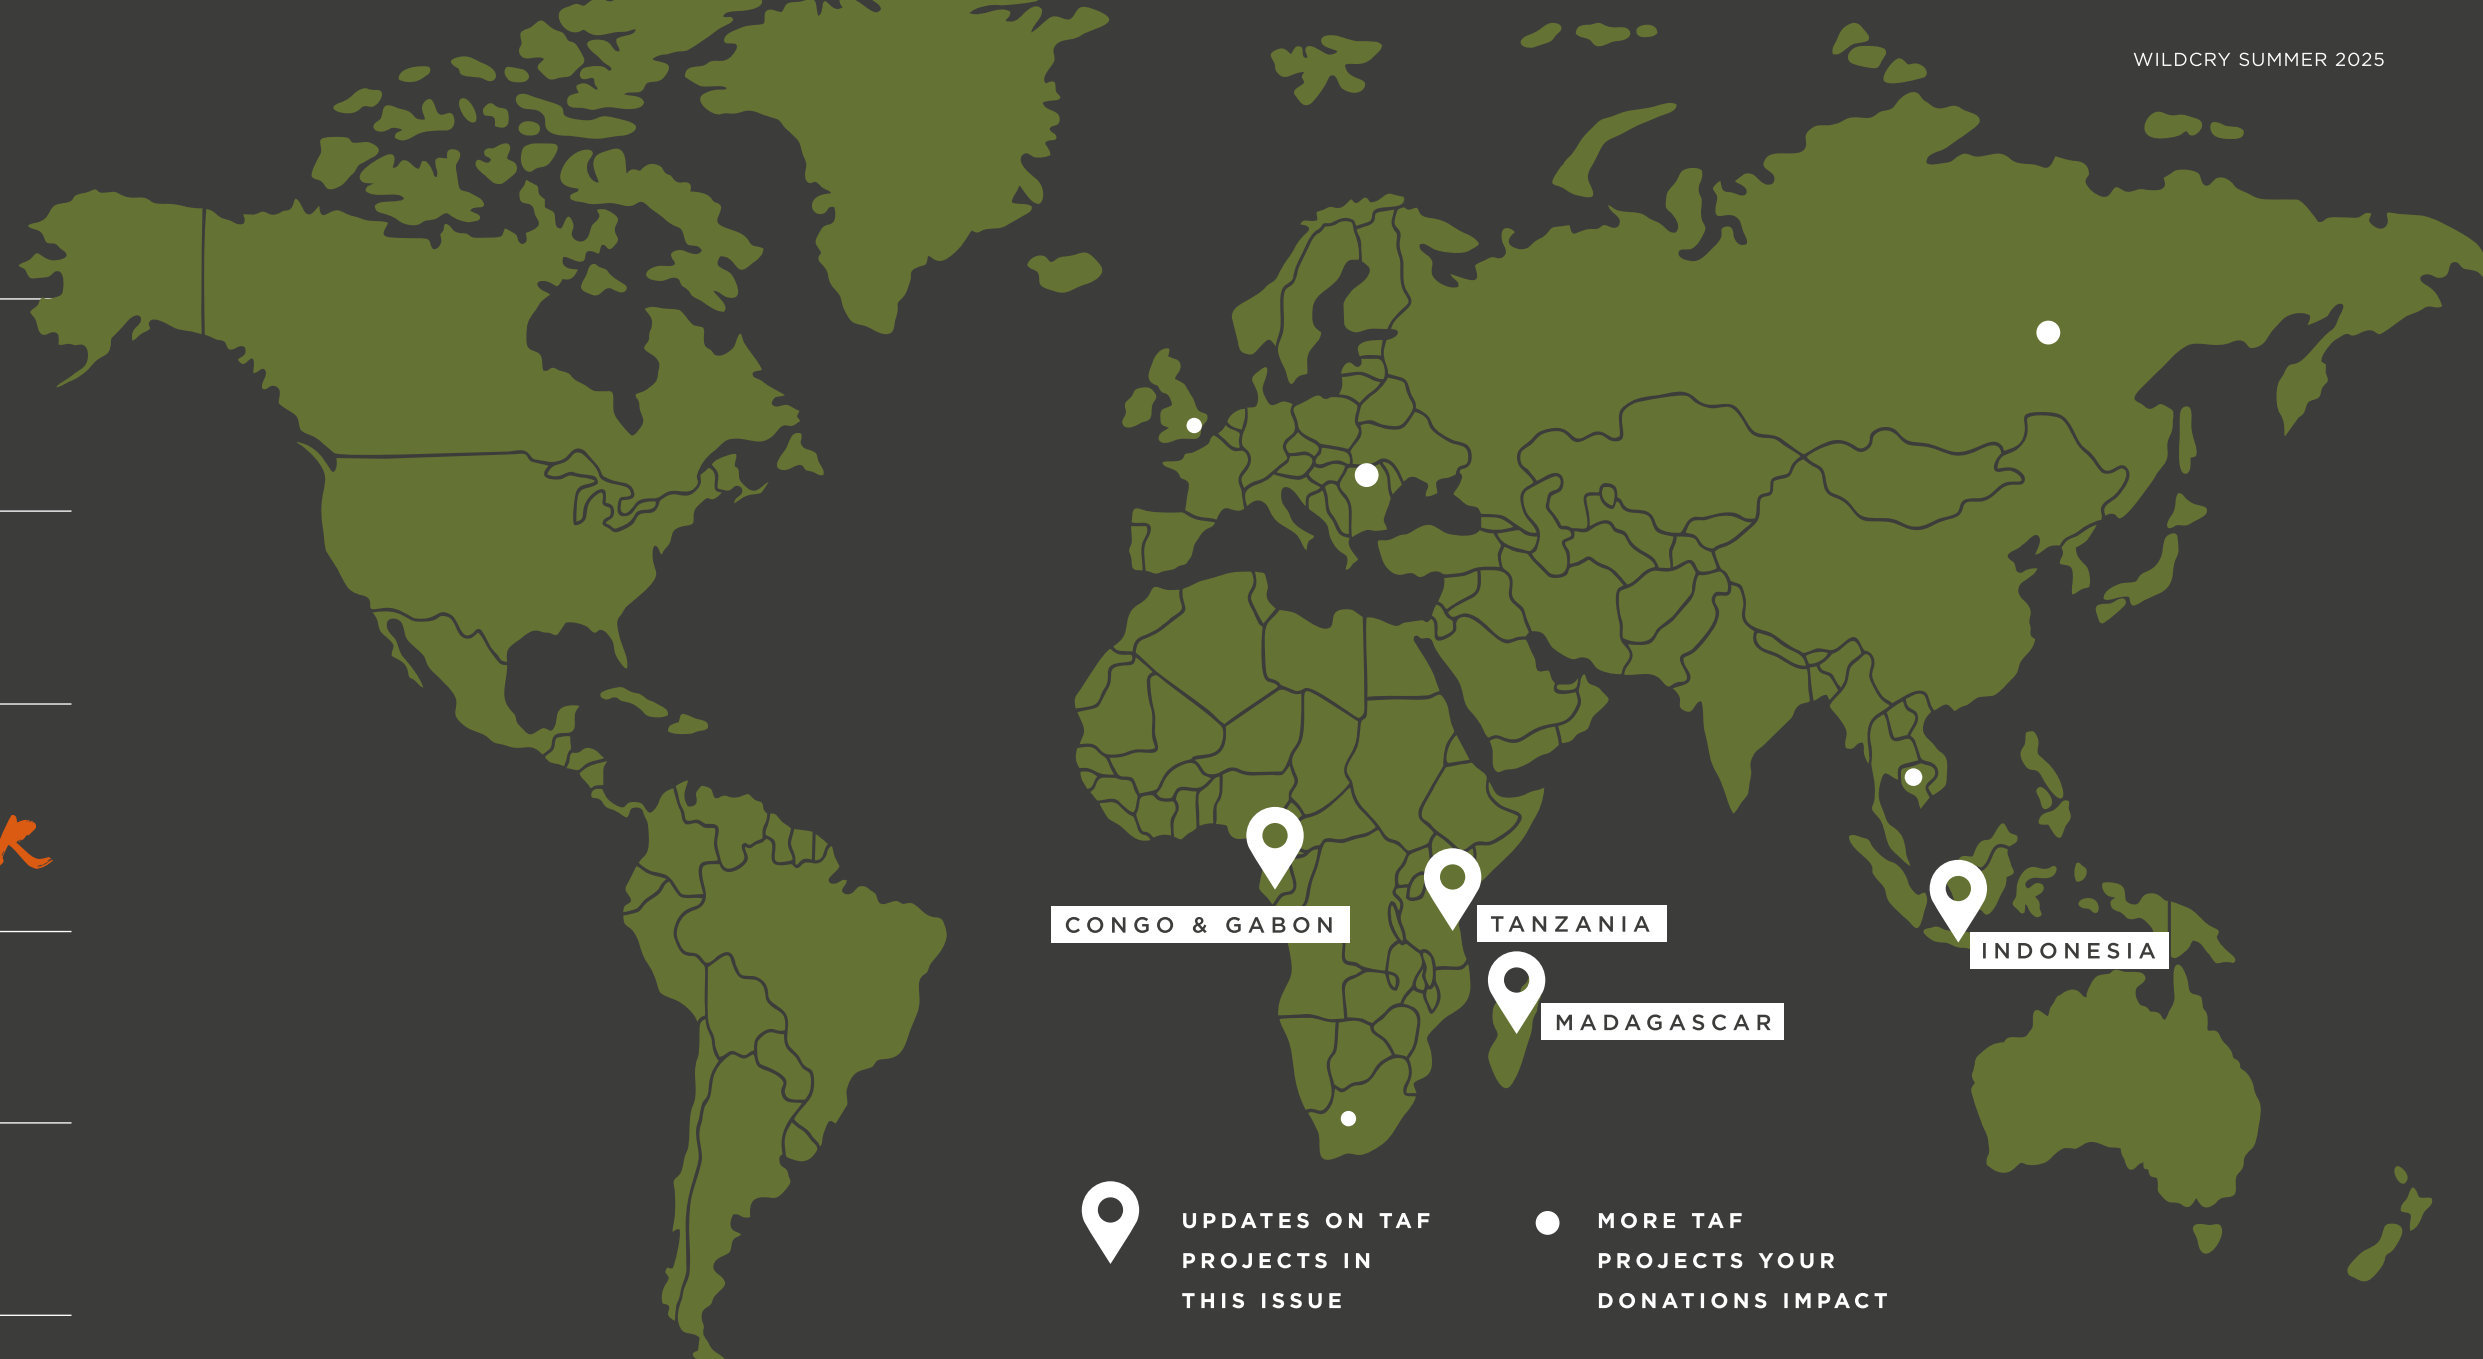 WILDCRY SUMMER 2025
CONGO & GABON
TANZANIA
INDONESIA
MADAGASCAR
UPDATES ON TAF
PROJECTS IN
THIS ISSUE
MORE TAF
PROJECTS YOUR
DONATIONS IMPACT